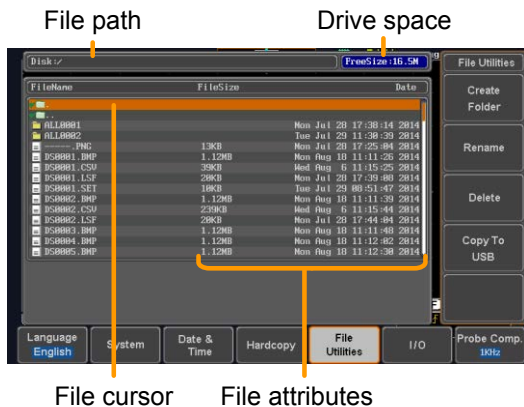 File path Drive space
Disk:/ FreeSize:16.5M File Utilities
FileName FileSize Date
.
..
ALL0001 Mon Jul 28 17:38:14 2014
ALL0002 Tue Jul 29 11:30:39 2014
-----.PNG 13KB Mon Jul 28 17:25:04 2014
DS0001.BMP 1.12MB Mon Aug 18 11:11:26 2014
DS0001.CSV 39KB Wed Aug 6 11:15:25 2014
DS0001.LSF 20KB Mon Jul 28 17:39:08 2014
DS0001.SET 10KB Tue Jul 29 08:51:47 2014
DS0002.BMP 1.12MB Mon Aug 18 11:11:39 2014
DS0002.CSV 239KB Wed Aug 6 11:15:44 2014
DS0002.LSF 20KB Mon Jul 28 17:44:04 2014
DS0003.BMP 1.12MB Mon Aug 18 11:11:48 2014
DS0004.BMP 1.12MB Mon Aug 18 11:12:02 2014
DS0005.BMP 1.12MB Mon Aug 18 11:12:30 2014
Create
Folder
Rename
Delete
Copy To
USB
Language
English
System
Date &
Time
Hardcopy
File
Utilities
I/O
Probe Comp.
1KHz
File cursor File attributes